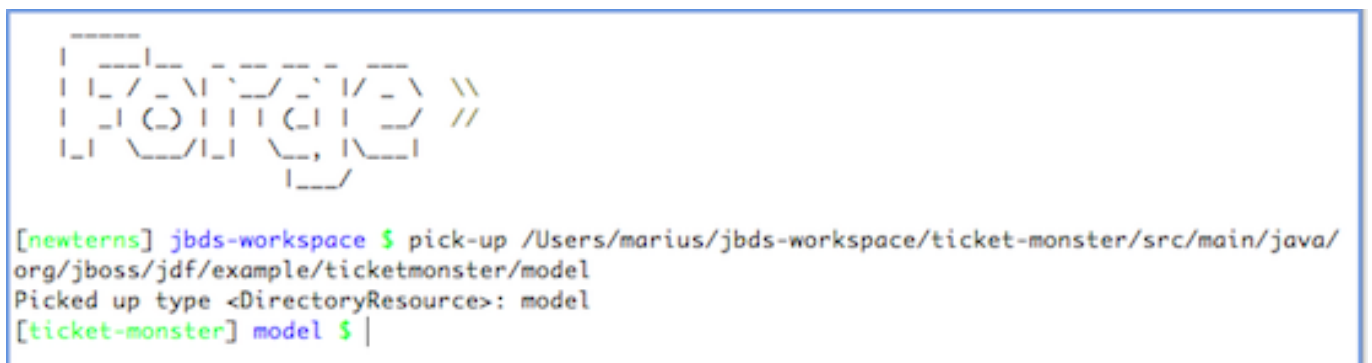 Forge
[newterns] jbds-workspace $ pick-up /Users/marius/jbds-workspace/ticket-monster/src/main/java/
org/jboss/jdf/example/ticketmonster/model
Picked up type <DirectoryResource>: model
[ticket-monster] model $